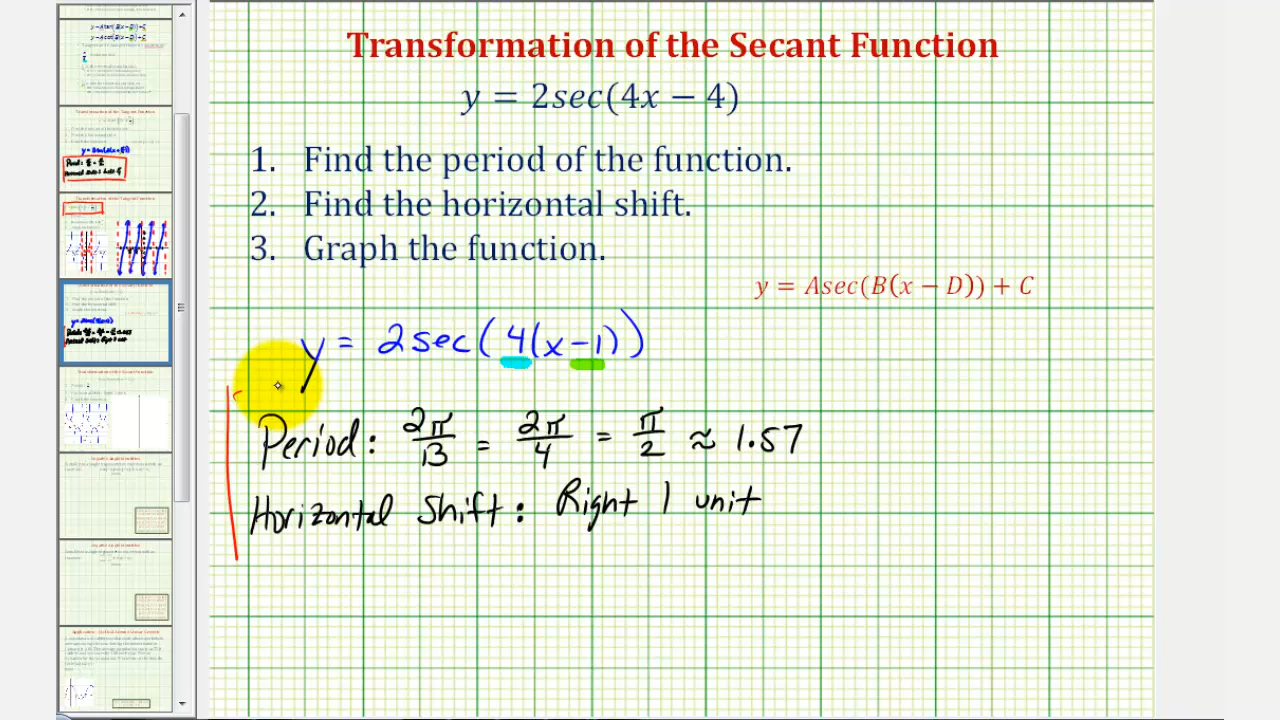 Transformation of the Secant Function
y = 2sec(4x − 4)
1. Find the period of the function.
2. Find the horizontal shift.
3. Graph the function.
y = Asec(B(x − D)) + C
y = 2sec(4(x−1))
Period: 2π/B = 2π/4 = π/2 ≈ 1.57
Horizontal Shift: Right 1 unit